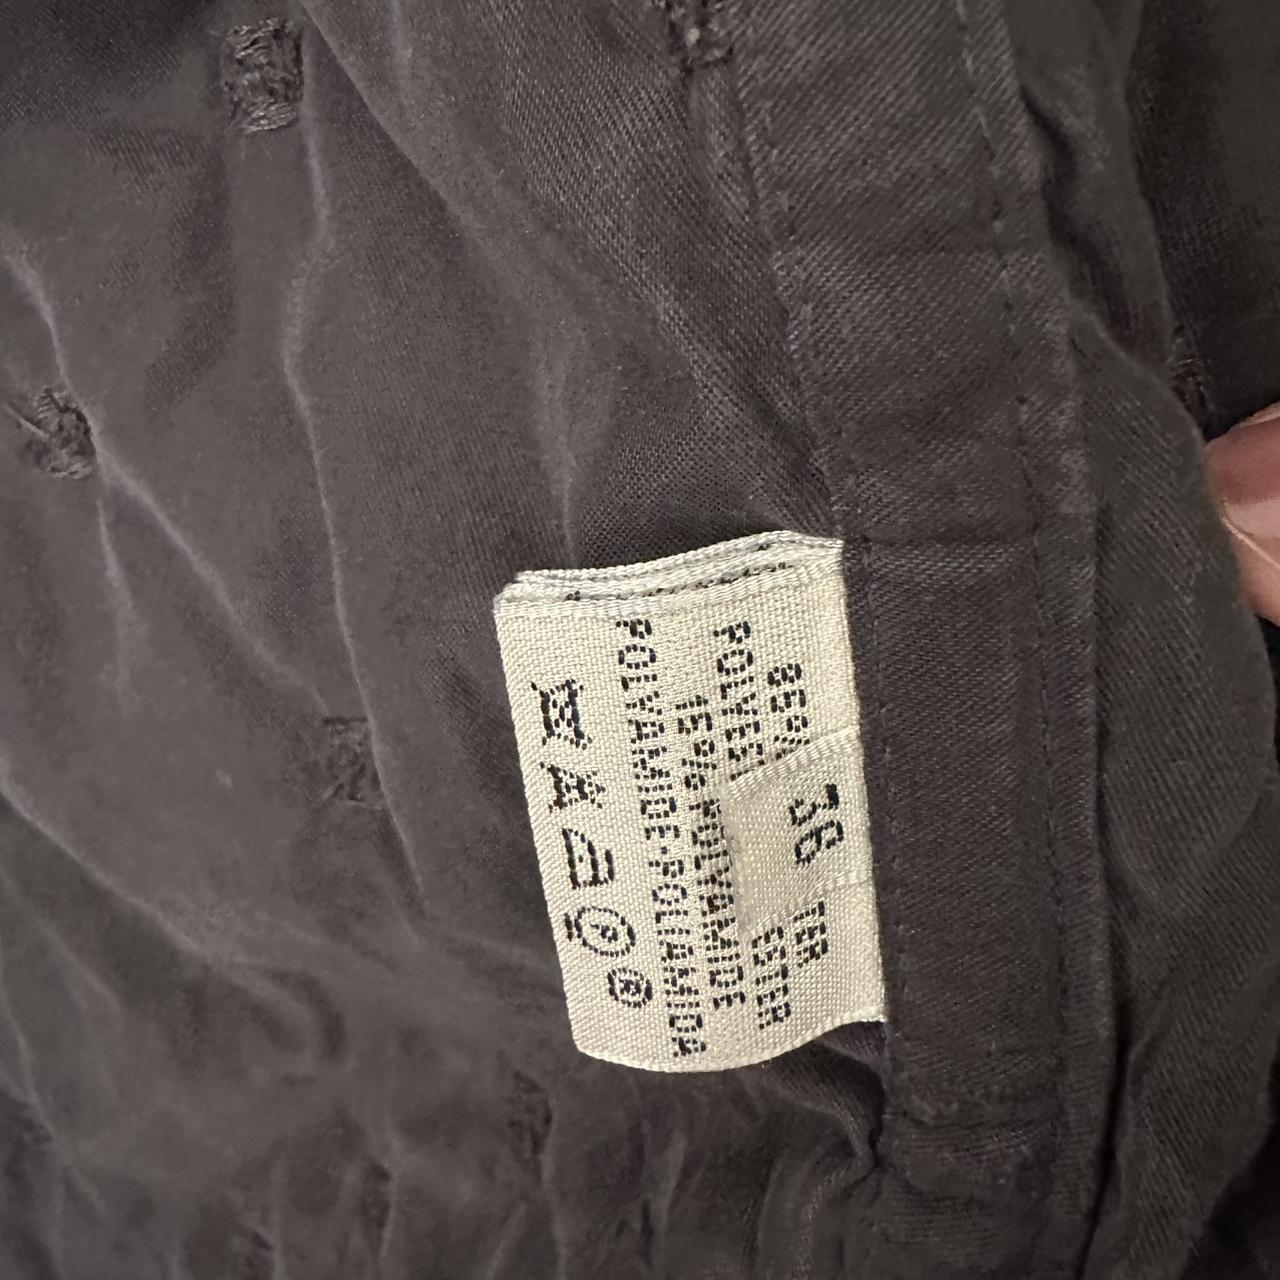 36
85%
15% POLYAMIDE
POLYAMIDE-POLIAMIDA